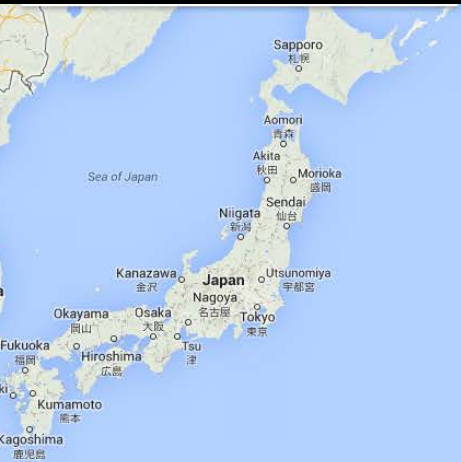 Sapporo
札幌
Aomori
青森
Akita
秋田
Morioka
盛岡
Sea of Japan
Sendai
仙台
Niigata
新潟
Kanazawa
金沢
Japan
Utsunomiya
宇都宮
Nagoya
名古屋
Okayama
岡山
Osaka
大阪
Tokyo
東京
Fukuoka
福岡
Hiroshima
広島
Tsu
津
ki
Kumamoto
熊本
Kagoshima
鹿児島